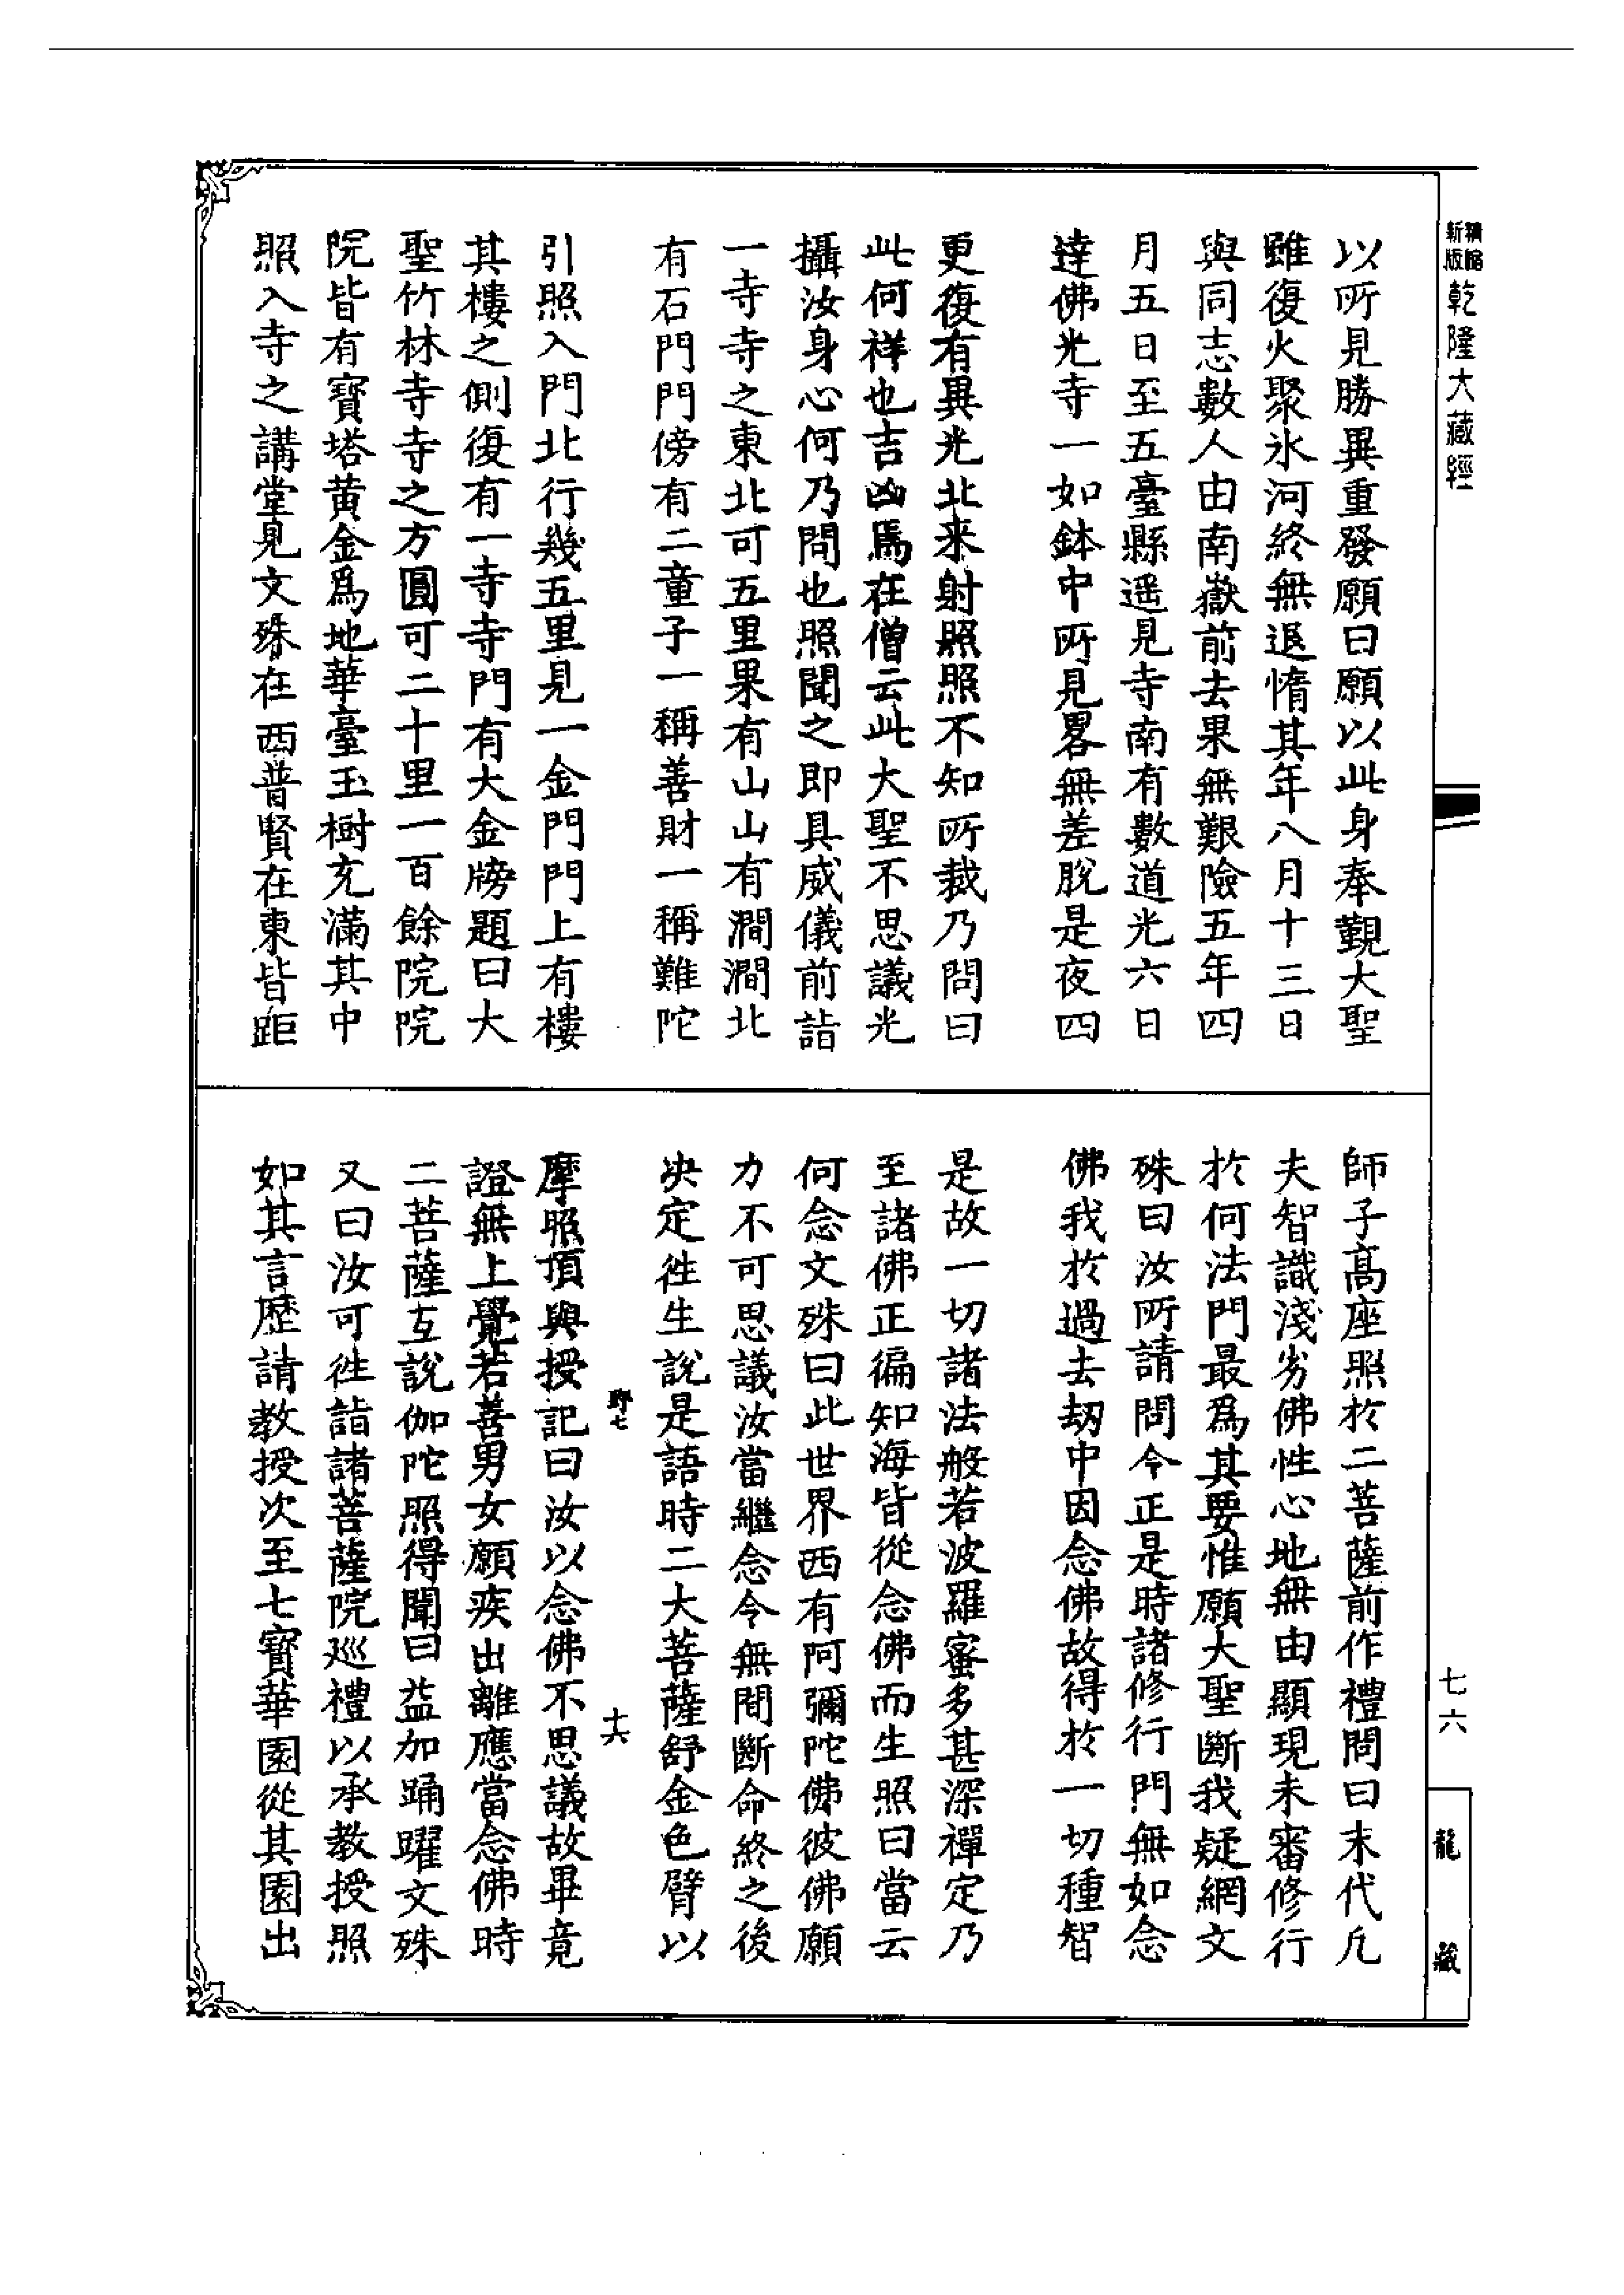 新版
精縮
乾隆大藏經
以所見勝異重發願曰願以此身奉覲大聖
雖復火聚氷河終無退惰其年八月十三日
與同志數人由南嶽前去果無艱險五年四
月五日至五臺縣遥見寺南有數道光六日
達佛光寺一如鉢中所見畧無差脫是夜四
更復有異光北来射照照不知所裁乃問曰
此何祥也吉凶焉在僧云此大聖不思議光
攝汝身心何乃問也照聞之即具威儀前詣
一寺寺之東北可五里果有山山有澗澗北
有石門門傍有二童子一稱善財一稱難陀
引照入門北行幾五里見一金門門上有樓
其樓之側復有一寺寺門有大金牓題曰大
聖竹林寺寺之方圓可二十里一百餘院院
院皆有寶塔黄金爲地華臺玉樹充滿其中
照入寺之講堂見文殊在西普賢在東皆距
師子髙座照於二菩薩前作禮問曰末代凡
夫智識淺劣佛性心地無由顯現未審修行
於何法門最爲其要惟願大聖斷我疑網文
殊曰汝所請問今正是時諸修行門無如念
佛我於過去刼中因念佛故得於一切種智
是故一切諸法般若波羅蜜多甚深禪定乃
至諸佛正徧知海皆從念佛而生照曰當云
何念文殊曰此世界西有阿彌陀佛彼佛願
力不可思議汝當繼念令無間斷命終之後
决定徃生說是語時二大菩薩舒金色臂以
野七
十六
摩照頂與授記曰汝以念佛不思議故畢竟
證無上覺若善男女願疾出離應當念佛時
二菩薩互說伽陀照得聞曰益加踊躍文殊
又曰汝可徃詣諸菩薩院廵禮以承教授照
如其言歷請教授次至七寶華園從其園出
七六
龍藏